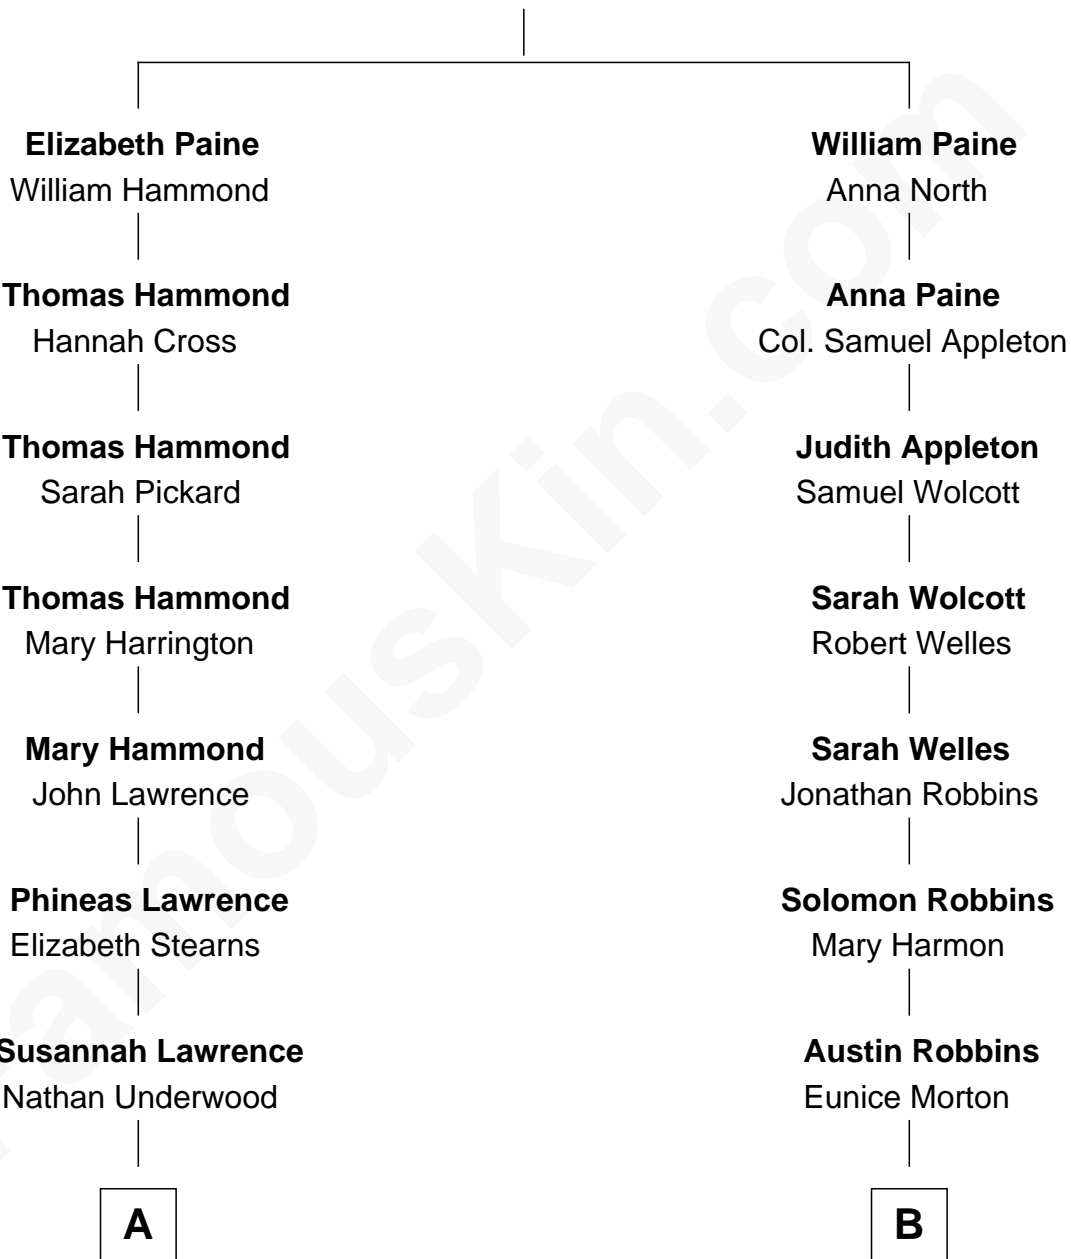 Elizabeth Paine
William Hammond
Thomas Hammond
Hannah Cross
Thomas Hammond
Sarah Pickard
Thomas Hammond
Mary Harrington
Mary Hammond
John Lawrence
Phineas Lawrence
Elizabeth Stearns
Susannah Lawrence
Nathan Underwood
A
William Paine
Anna North
Anna Paine
Col. Samuel Appleton
Judith Appleton
Samuel Wolcott
Sarah Wolcott
Robert Welles
Sarah Welles
Jonathan Robbins
Solomon Robbins
Mary Harmon
Austin Robbins
Eunice Morton
B
FamousKin.com